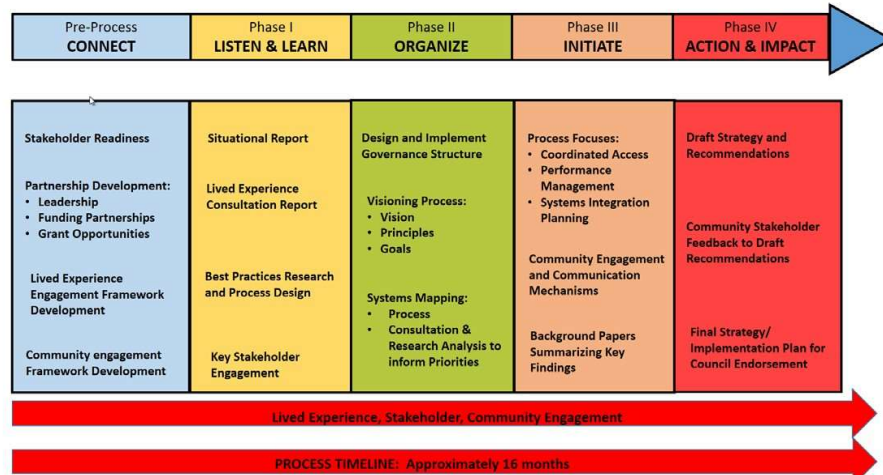 Pre-Process
CONNECT
Phase I
LISTEN & LEARN
Phase II
ORGANIZE
Phase III
INITIATE
Phase IV
ACTION & IMPACT
Stakeholder Readiness
Partnership Development:
• Leadership
• Funding Partnerships
• Grant Opportunities
Lived Experience
Engagement Framework
Development
Community engagement
Framework Development
Situational Report
Lived Experience
Consultation Report
Best Practices Research
and Process Design
Key Stakeholder
Engagement
Design and Implement
Governance Structure
Visioning Process:
• Vision
• Principles
• Goals
Systems Mapping:
• Process
• Consultation &
Research Analysis to
inform Priorities
Process Focuses:
• Coordinated Access
• Performance
Management
• Systems Integration
Planning
Community Engagement
and Communication
Mechanisms
Background Papers
Summarizing Key
Findings
Draft Strategy and
Recommendations
Community Stakeholder
Feedback to Draft
Recommendations
Final Strategy/
Implementation Plan for
Council Endorsement
Lived Experience, Stakeholder, Community Engagement
PROCESS TIMELINE: Approximately 16 months